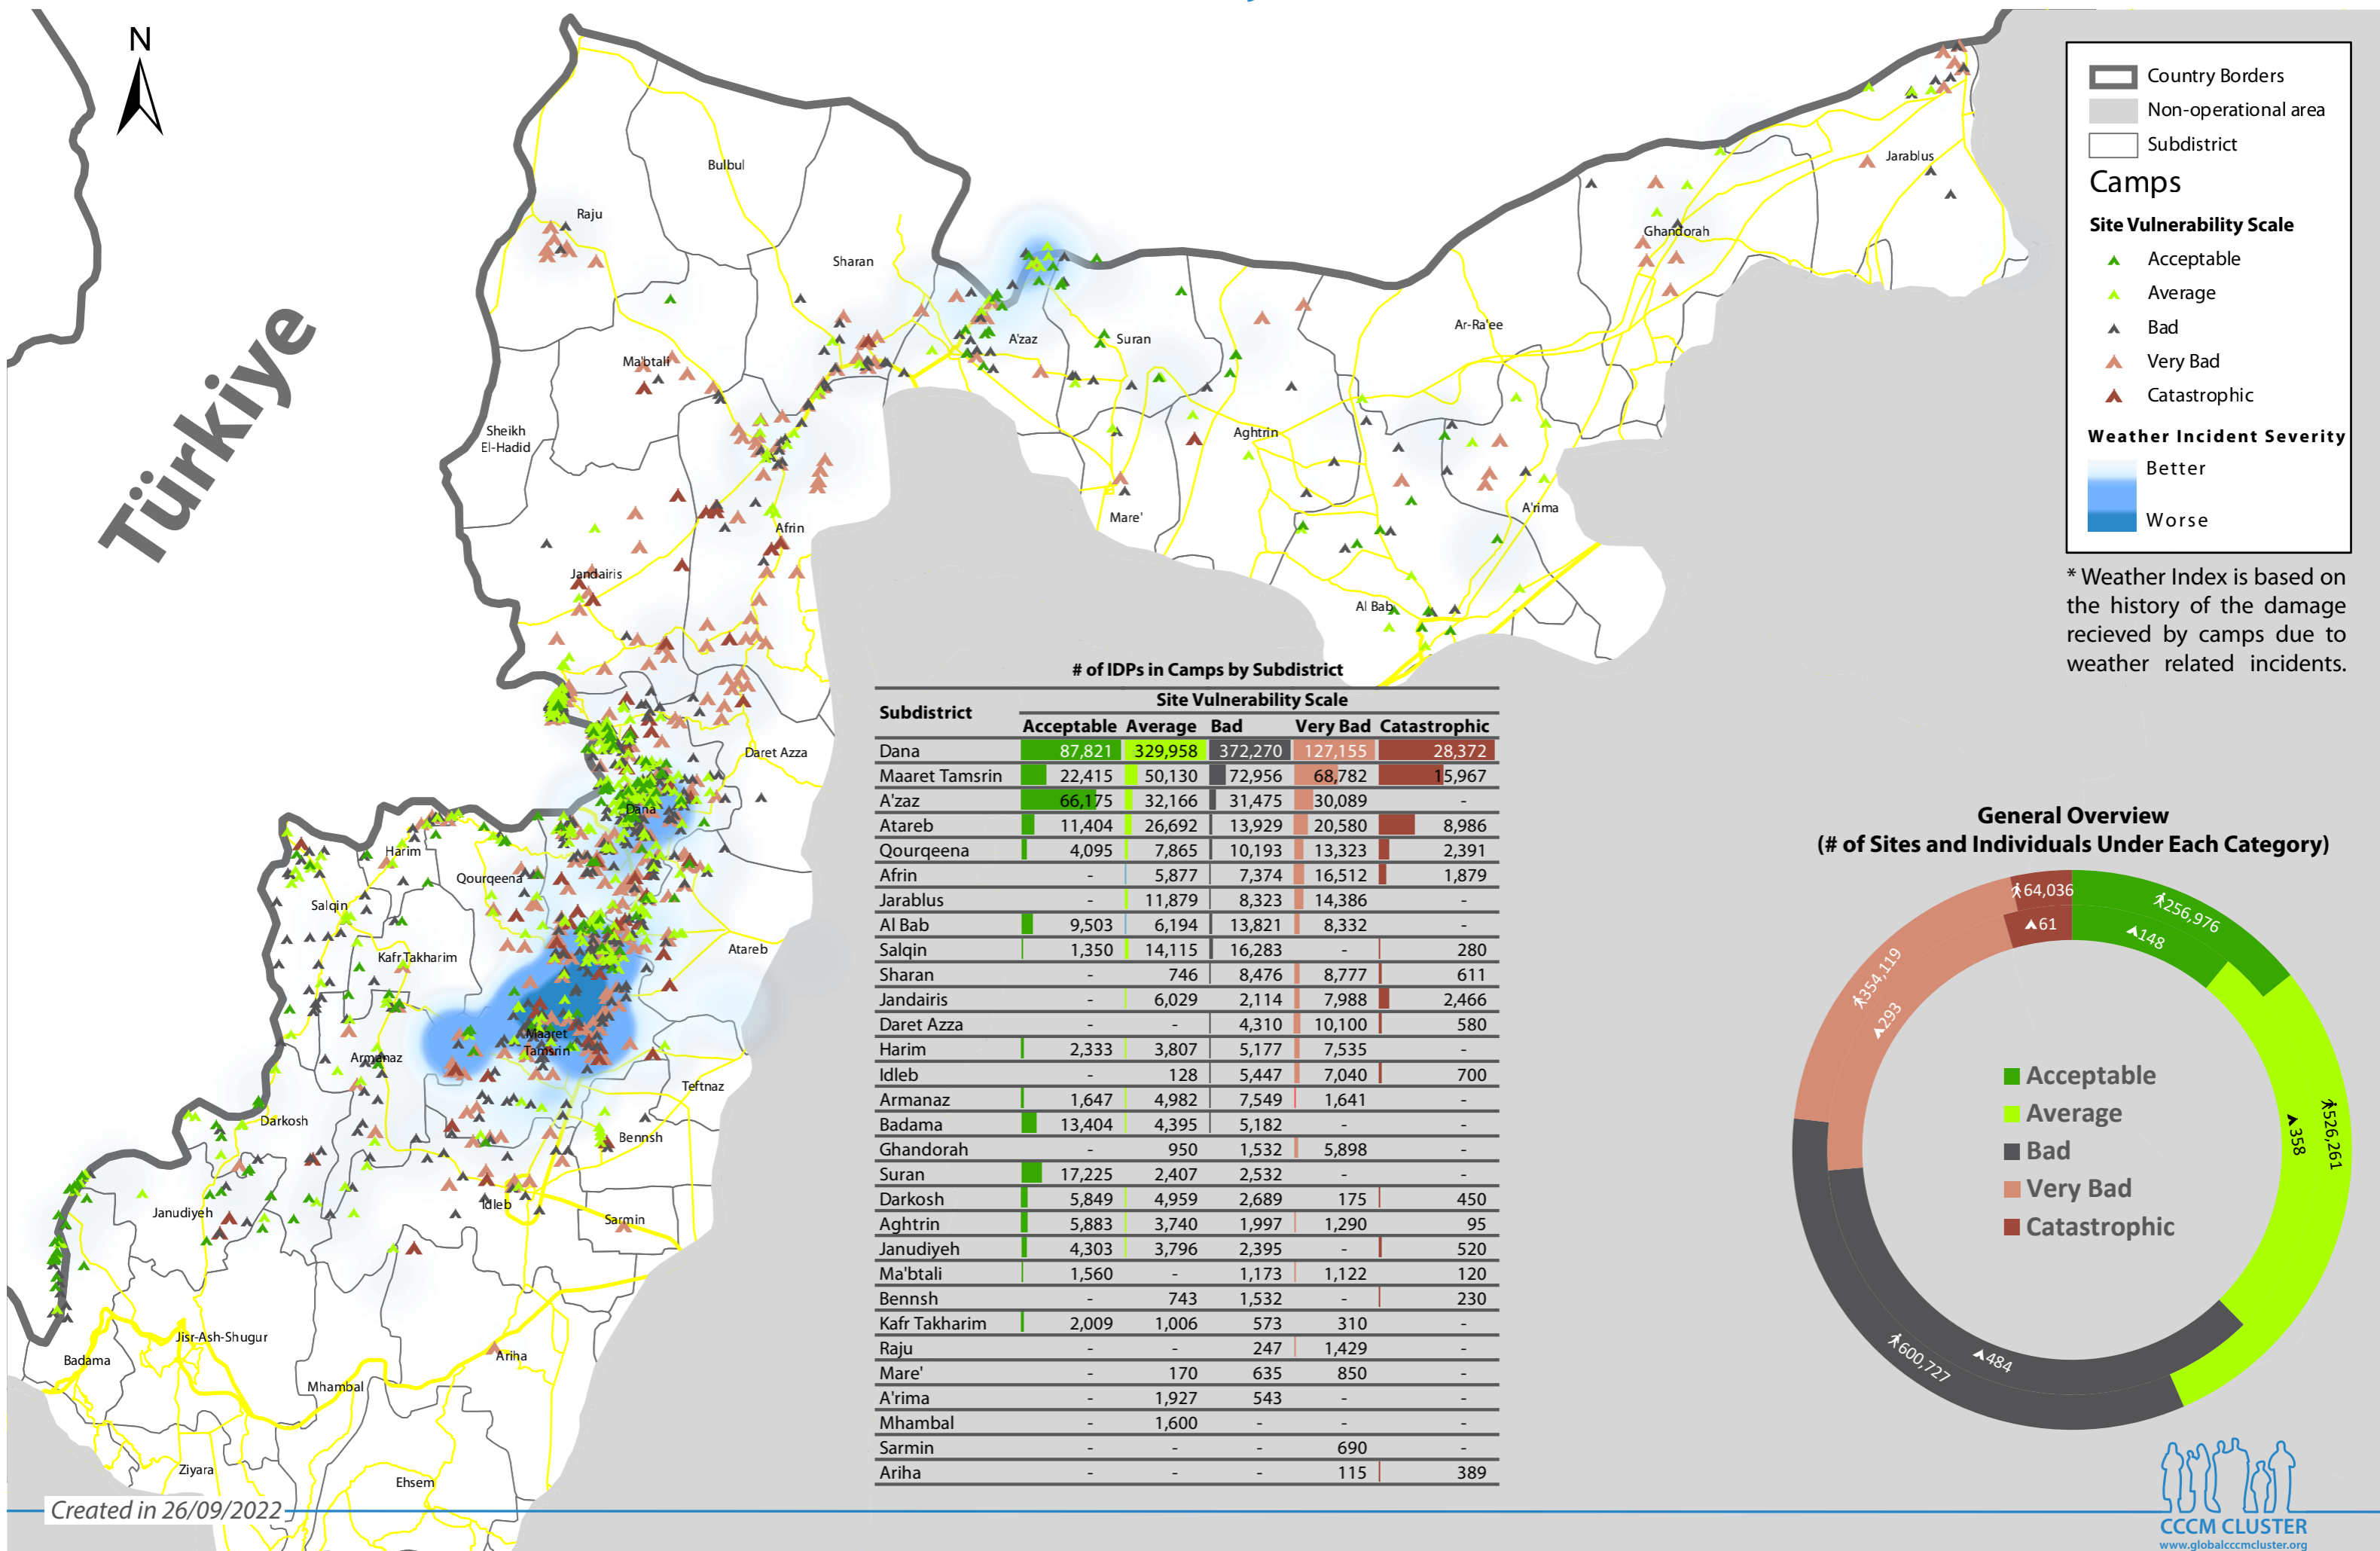 N
Türkiye
Bulbul
Raju
Sharan
Ma'btali
Sheikh
El-Hadid
A'zaz
Suran
Ar-Ra'ee
Ghandorah
Jarablus
Aghtrin
Mare'
A'rima
Afrin
Jandairis
Al Bab
Daret Azza
Dana
Harim
Qourqeena
Salqin
Atareb
Kafr Takharim
Maaret
Tamsrin
Armanaz
Teftnaz
Darkosh
Bennsh
Idleb
Janudiyeh
Sarmin
Jisr-Ash-Shugur
Badama
Ariha
Mhambal
Ziyara
Ehsem
Country Borders
Non-operational area
Subdistrict
Camps
Site Vulnerability Scale
Acceptable
Average
Bad
Very Bad
Catastrophic
Weather Incident Severity
Better
Worse
* Weather Index is based on
the history of the damage
recieved by camps due to
weather related incidents.
# of IDPs in Camps by Subdistrict
Subdistrict Site Vulnerability Scale
Acceptable Average Bad Very Bad Catastrophic
Dana 87,821 329,958 372,270 127,155 28,372
Maaret Tamsrin 22,415 50,130 72,956 68,782 15,967
A'zaz 66,175 32,166 31,475 30,089 -
Atareb 11,404 26,692 13,929 20,580 8,986
Qourqeena 4,095 7,865 10,193 13,323 2,391
Afrin - 5,877 7,374 16,512 1,879
Jarablus - 11,879 8,323 14,386 -
Al Bab 9,503 6,194 13,821 8,332 -
Salqin 1,350 14,115 16,283 - 280
Sharan - 746 8,476 8,777 611
Jandairis - 6,029 2,114 7,988 2,466
Daret Azza - - 4,310 10,100 580
Harim 2,333 3,807 5,177 7,535 -
Idleb - 128 5,447 7,040 700
Armanaz 1,647 4,982 7,549 1,641 -
Badama 13,404 4,395 5,182 - -
Ghandorah - 950 1,532 5,898 -
Suran 17,225 2,407 2,532 - -
Darkosh 5,849 4,959 2,689 175 450
Aghtrin 5,883 3,740 1,997 1,290 95
Janudiyeh 4,303 3,796 2,395 - 520
Ma'btali 1,560 - 1,173 1,122 120
Bennsh - 743 1,532 - 230
Kafr Takharim 2,009 1,006 573 310 -
Raju - - 247 1,429 -
Mare' - 170 635 850 -
A'rima - 1,927 543 - -
Mhambal - 1,600 - - -
Sarmin - - - 690 -
Ariha - - - 115 389
General Overview
(# of Sites and Individuals Under Each Category)
64,036
61
256,976
148
354,119
293
526,261
358
600,727
484
Acceptable
Average
Bad
Very Bad
Catastrophic
Created in 26/09/2022
CCCM CLUSTER
www.globalcccmcluster.org